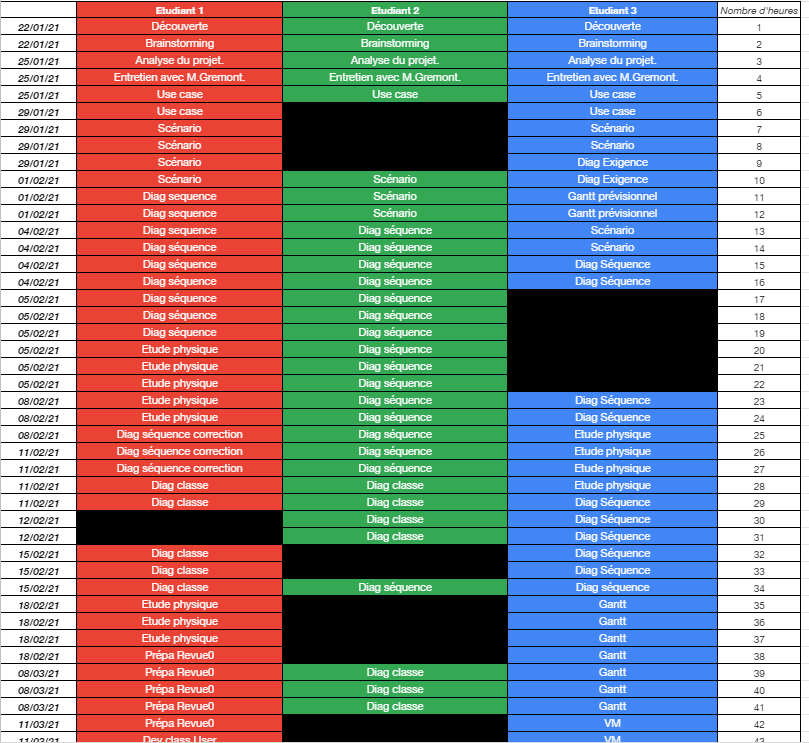 Etudiant 1 Etudiant 2 Etudiant 3 Nombre d'heures
22/01/21 Découverte Découverte Découverte 1
22/01/21 Brainstorming Brainstorming Brainstorming 2
25/01/21 Analyse du projet. Analyse du projet. Analyse du projet. 3
25/01/21 Entretien avec M.Gremont. Entretien avec M.Gremont. Entretien avec M.Gremont. 4
25/01/21 Use case Use case Use case 5
29/01/21 Use case Use case 6
29/01/21 Scénario Scénario 7
29/01/21 Scénario Scénario 8
29/01/21 Scénario Diag Exigence 9
01/02/21 Scénario Scénario Diag Exigence 10
01/02/21 Diag sequence Scénario Gantt prévisionnel 11
01/02/21 Diag sequence Scénario Gantt prévisionnel 12
04/02/21 Diag séquence Diag séquence Scénario 13
04/02/21 Diag séquence Diag séquence Scénario 14
04/02/21 Diag séquence Diag séquence Diag Séquence 15
04/02/21 Diag séquence Diag séquence Diag Séquence 16
05/02/21 Diag séquence Diag séquence 17
05/02/21 Diag séquence Diag séquence 18
05/02/21 Diag séquence Diag séquence 19
05/02/21 Etude physique Diag séquence 20
05/02/21 Etude physique Diag séquence 21
05/02/21 Etude physique Diag séquence 22
08/02/21 Etude physique Diag séquence Diag Séquence 23
08/02/21 Etude physique Diag séquence Diag Séquence 24
08/02/21 Diag séquence correction Diag séquence Etude physique 25
11/02/21 Diag séquence correction Diag séquence Etude physique 26
11/02/21 Diag séquence correction Diag séquence Etude physique 27
11/02/21 Diag classe Diag classe Etude physique 28
11/02/21 Diag classe Diag classe Diag Séquence 29
12/02/21 Diag classe Diag Séquence 30
12/02/21 Diag classe Diag Séquence 31
15/02/21 Diag classe Diag Séquence 32
15/02/21 Diag classe Diag Séquence 33
15/02/21 Diag classe Diag séquence Diag séquence 34
18/02/21 Etude physique Gantt 35
18/02/21 Etude physique Gantt 36
18/02/21 Etude physique Gantt 37
18/02/21 Prépa Revue0 Gantt 38
08/03/21 Prépa Revue0 Diag classe Gantt 39
08/03/21 Prépa Revue0 Diag classe Gantt 40
08/03/21 Prépa Revue0 Diag classe Gantt 41
11/03/21 Prépa Revue0 VM 42
11/03/21 Dev class User VM 43